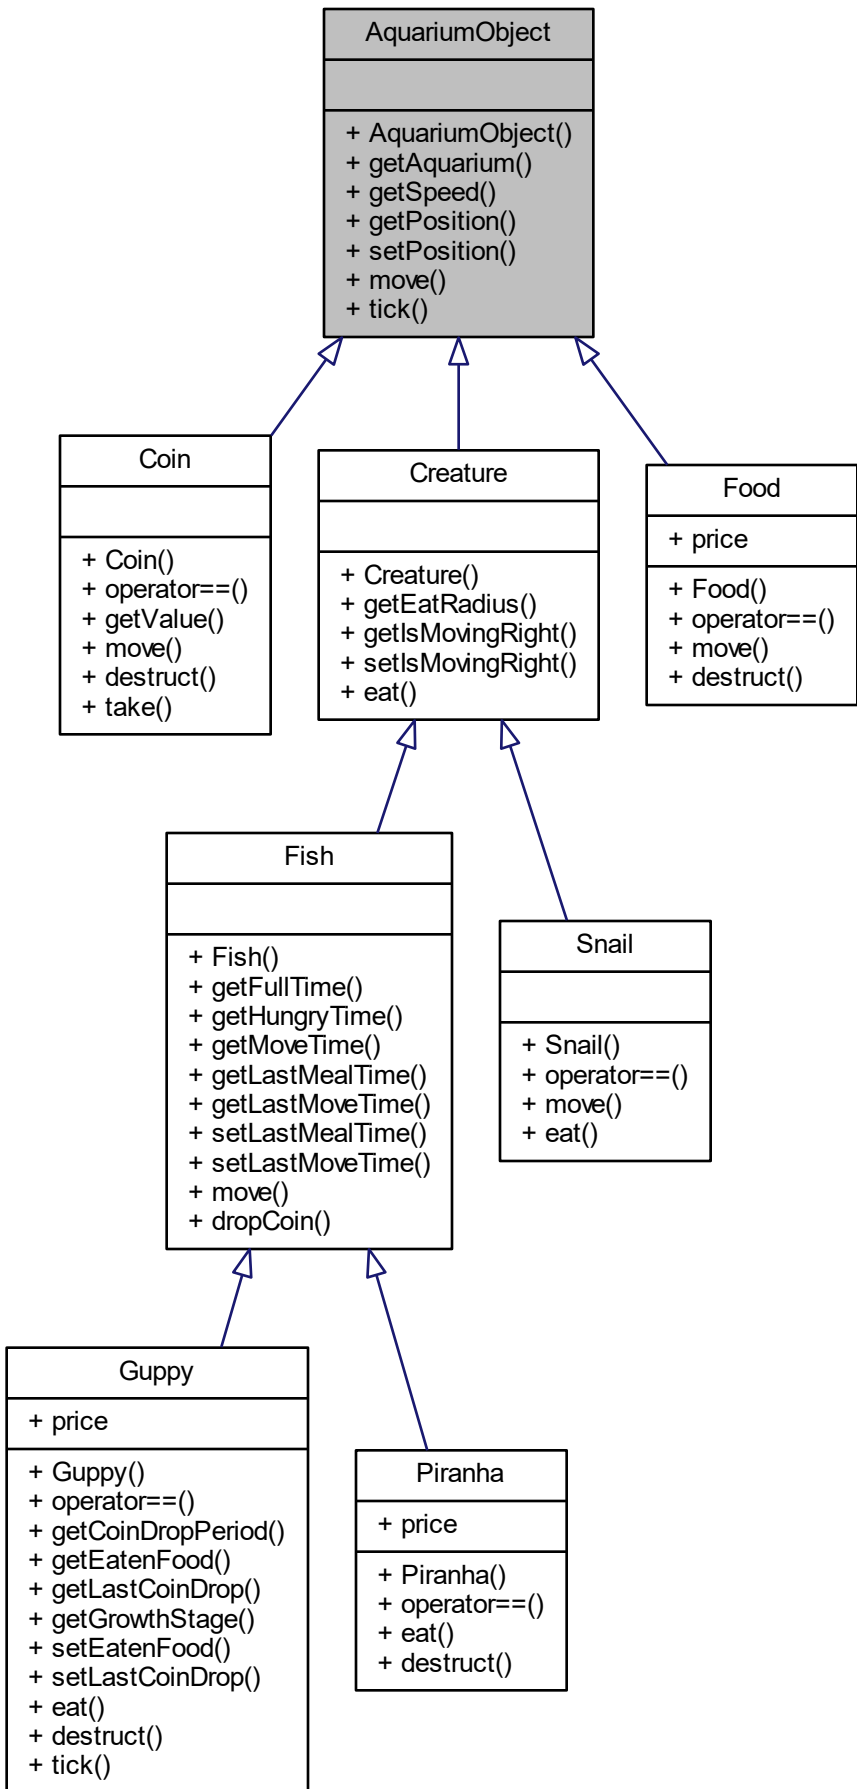 AquariumObject
+ AquariumObject()
+ getAquarium()
+ getSpeed()
+ getPosition()
+ setPosition()
+ move()
+ tick()
Coin
+ Coin()
+ operator==()
+ getValue()
+ move()
+ destruct()
+ take()
Creature
+ Creature()
+ getEatRadius()
+ getIsMovingRight()
+ setIsMovingRight()
+ eat()
Food
+ price
+ Food()
+ operator==()
+ move()
+ destruct()
Fish
+ Fish()
+ getFullTime()
+ getHungryTime()
+ getMoveTime()
+ getLastMealTime()
+ getLastMoveTime()
+ setLastMealTime()
+ setLastMoveTime()
+ move()
+ dropCoin()
Snail
+ Snail()
+ operator==()
+ move()
+ eat()
Guppy
+ price
+ Guppy()
+ operator==()
+ getCoinDropPeriod()
+ getEatenFood()
+ getLastCoinDrop()
+ getGrowthStage()
+ setEatenFood()
+ setLastCoinDrop()
+ eat()
+ destruct()
+ tick()
Piranha
+ price
+ Piranha()
+ operator==()
+ eat()
+ destruct()